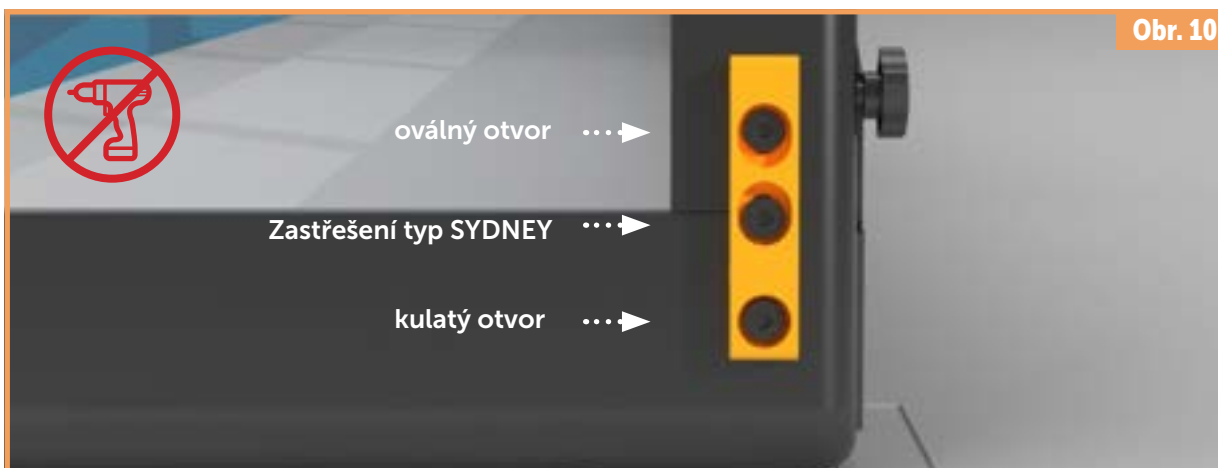 Obr. 10
oválný otvor
Zastřešení typ SYDNEY
kulatý otvor